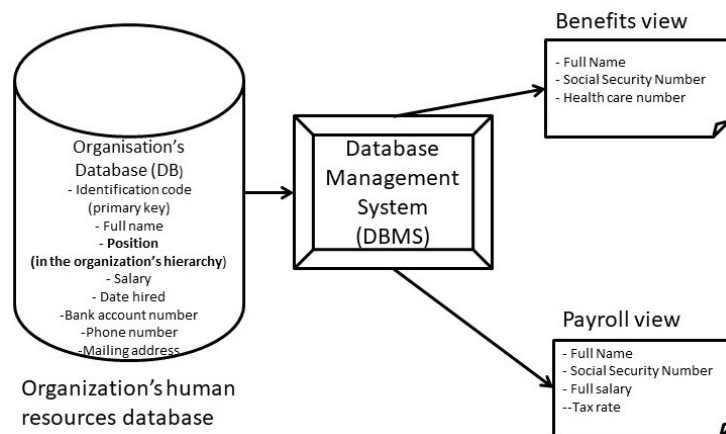 Organisation's
Database (DB)
- Identification code
(primary key)
- Full name
- Position
(in the organization's hierarchy)
- Salary
- Date hired
-Bank account number
-Phone number
-Mailing address
Organization's human
resources database
Database
Management
System
(DBMS)
Benefits view
- Full Name
- Social Security Number
- Health care number
Payroll view
- Full Name
- Social Security Number
- Full salary
--Tax rate